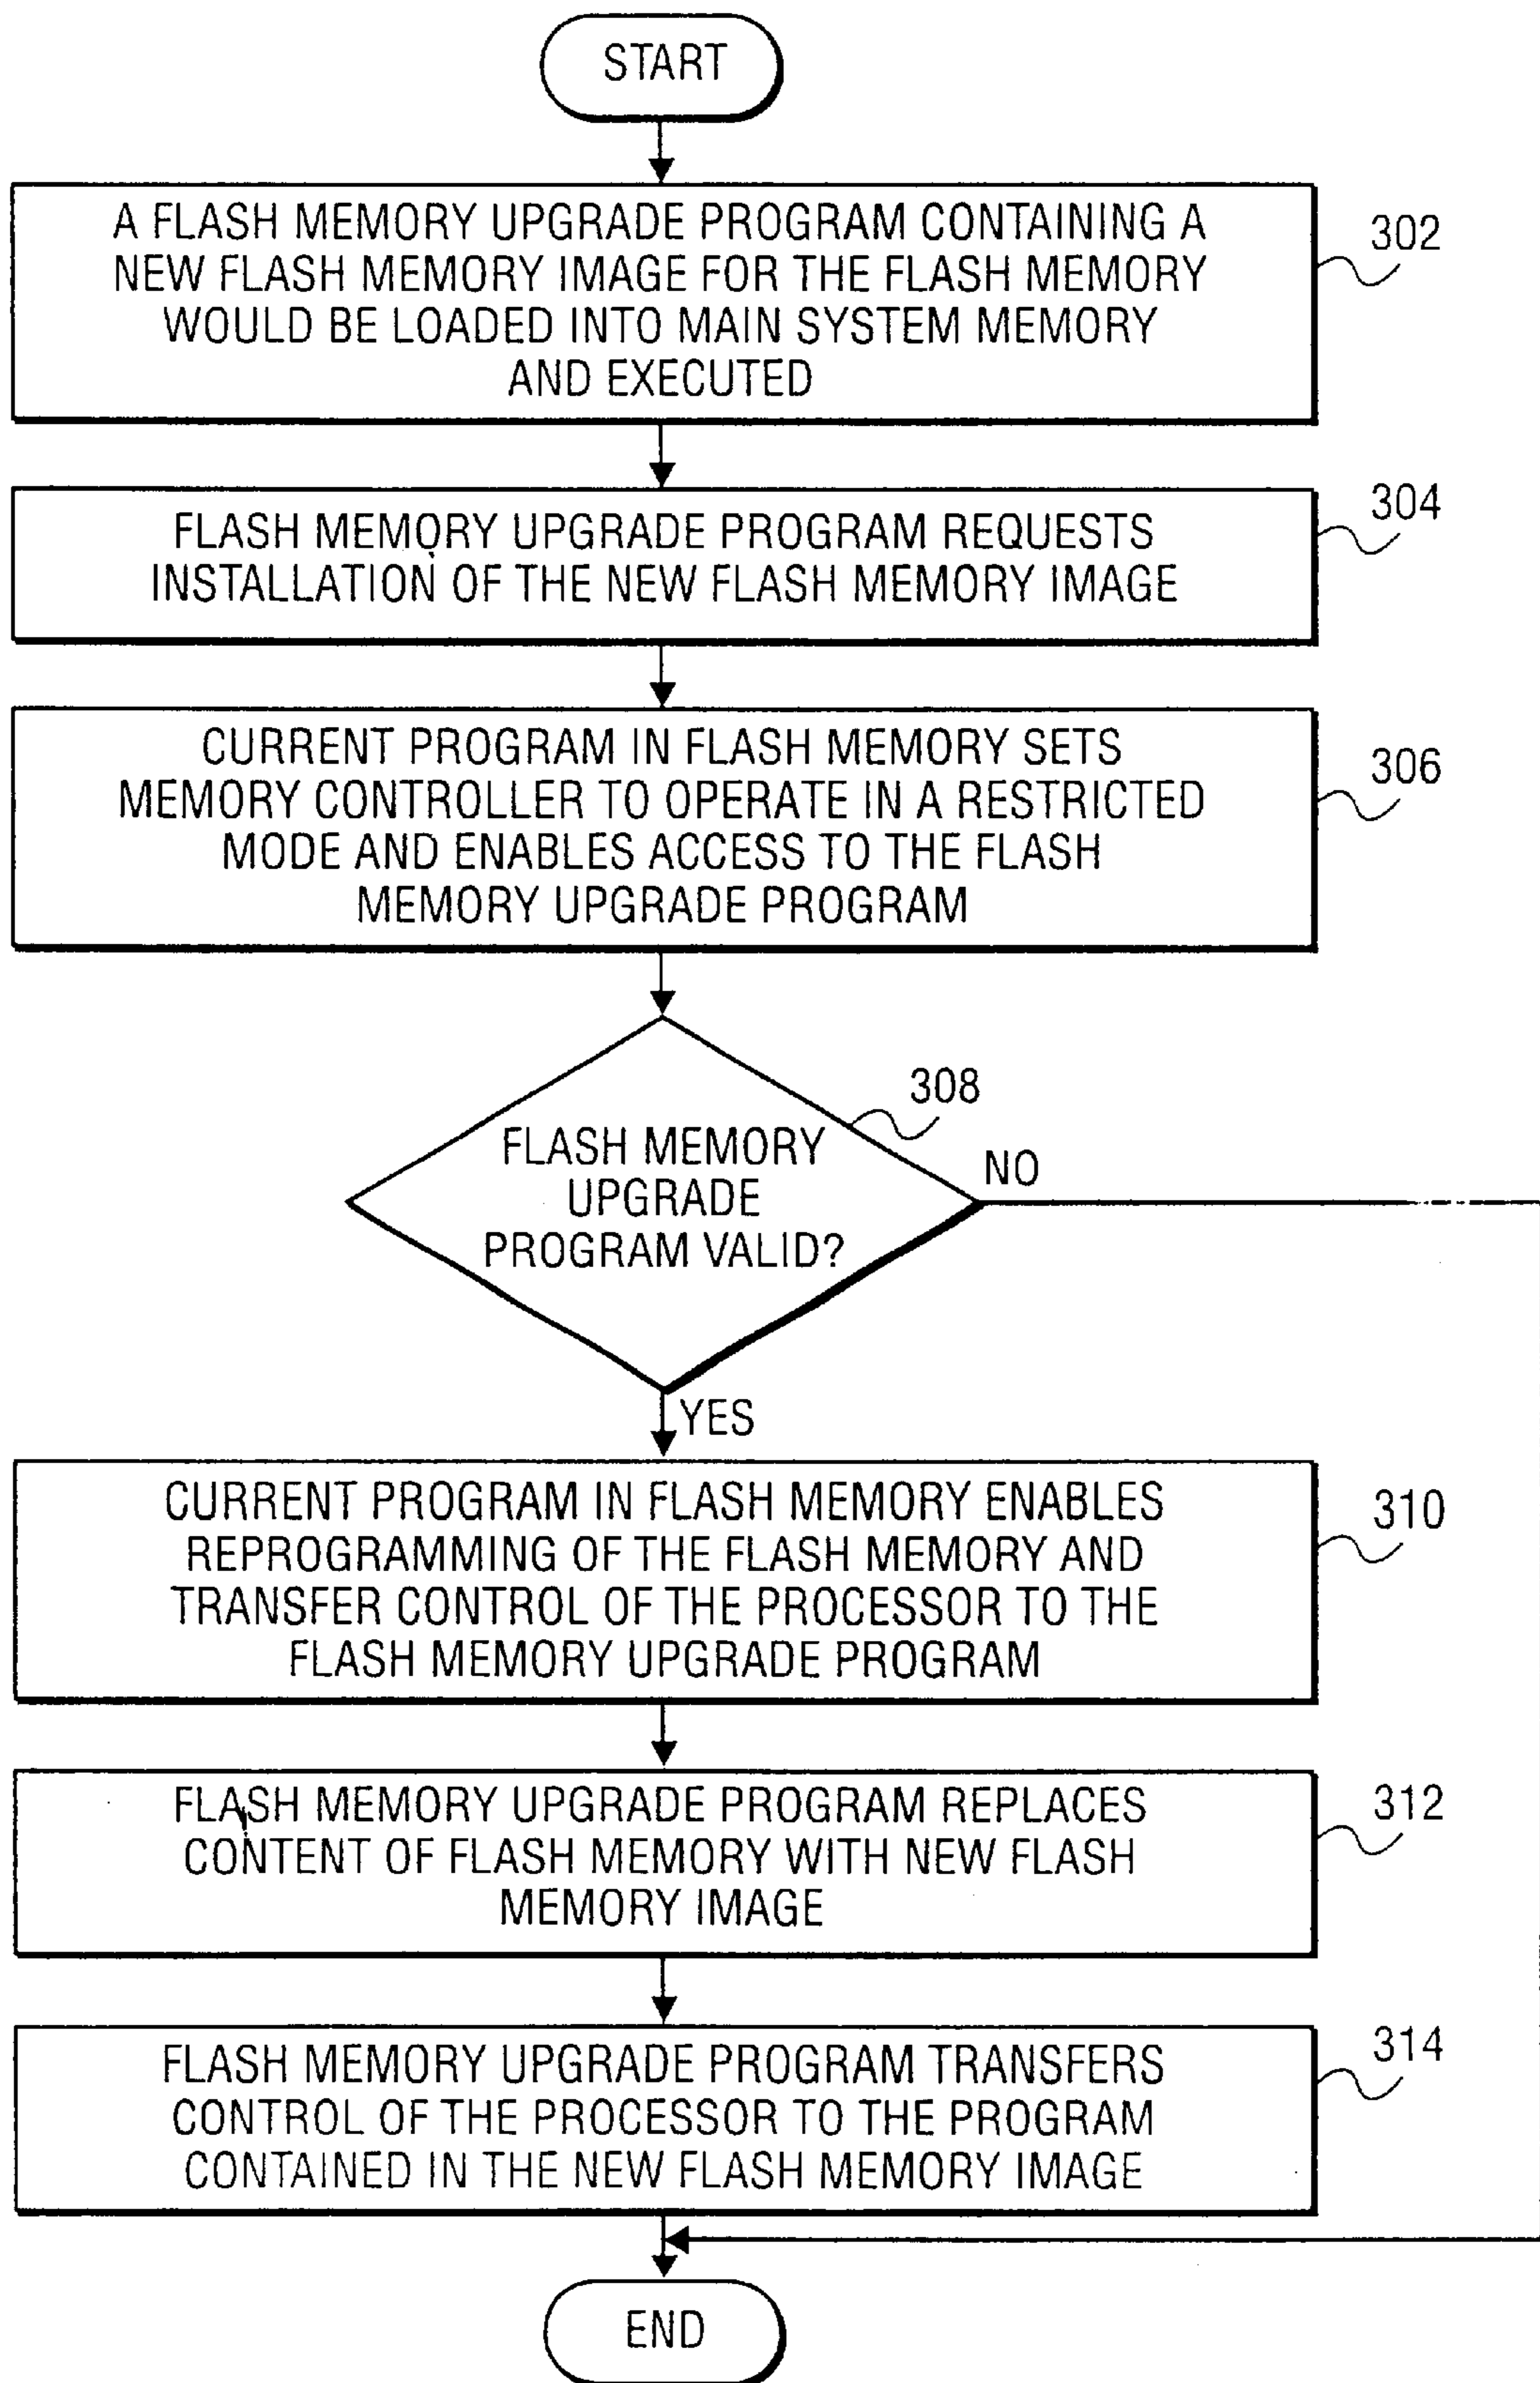 START
A FLASH MEMORY UPGRADE PROGRAM CONTAINING A
NEW FLASH MEMORY IMAGE FOR THE FLASH MEMORY
WOULD BE LOADED INTO MAIN SYSTEM MEMORY
AND EXECUTED
302
FLASH MEMORY UPGRADE PROGRAM REQUESTS
INSTALLATION OF THE NEW FLASH MEMORY IMAGE
304
CURRENT PROGRAM IN FLASH MEMORY SETS
MEMORY CONTROLLER TO OPERATE IN A RESTRICTED
MODE AND ENABLES ACCESS TO THE FLASH
MEMORY UPGRADE PROGRAM
306
FLASH MEMORY
UPGRADE
PROGRAM VALID?
308
NO
YES
CURRENT PROGRAM IN FLASH MEMORY ENABLES
REPROGRAMMING OF THE FLASH MEMORY AND
TRANSFER CONTROL OF THE PROCESSOR TO THE
FLASH MEMORY UPGRADE PROGRAM
310
FLASH MEMORY UPGRADE PROGRAM REPLACES
CONTENT OF FLASH MEMORY WITH NEW FLASH
MEMORY IMAGE
312
FLASH MEMORY UPGRADE PROGRAM TRANSFERS
CONTROL OF THE PROCESSOR TO THE PROGRAM
CONTAINED IN THE NEW FLASH MEMORY IMAGE
314
END